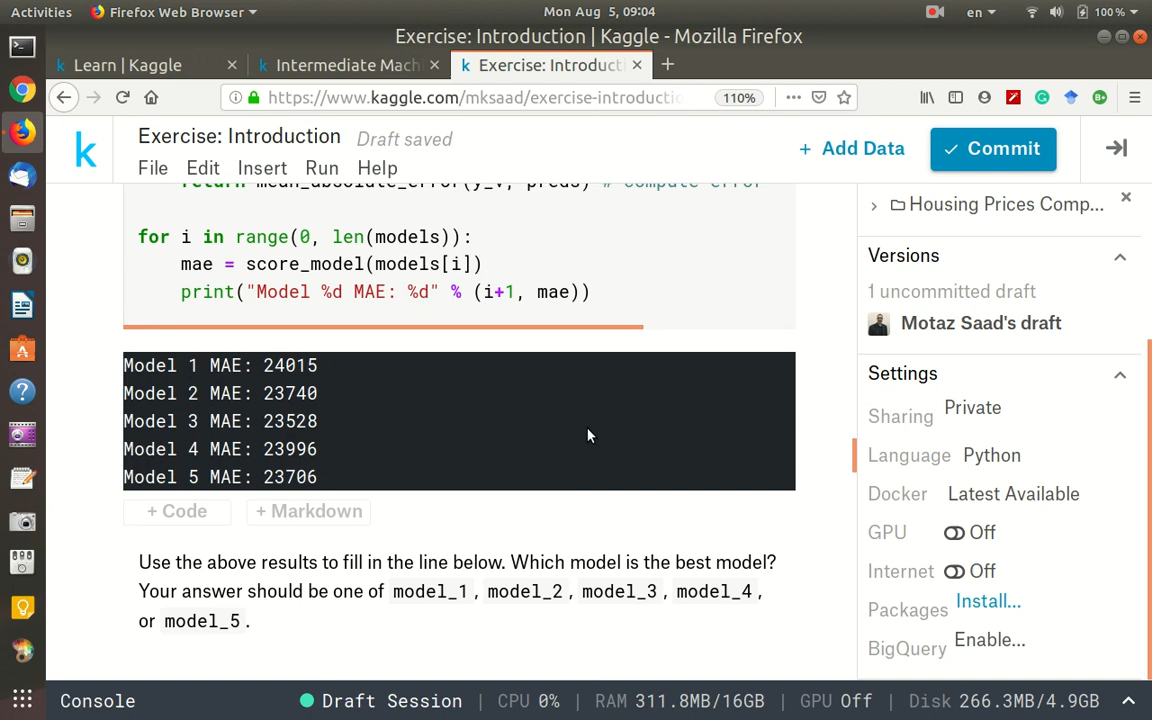 Activities Firefox Web Browser Mon Aug 5, 09:04 en 100%
Exercise: Introduction | Kaggle - Mozilla Firefox
k Learn | Kaggle k Intermediate Mach k Exercise: Introducti
https://www.kaggle.com/mksaad/exercise-introductio 110%
k Exercise: Introduction Draft saved
File Edit Insert Run Help
+ Add Data Commit
return mean_absolute_error(y_v, preds) # compute error
for i in range(0, len(models)):
mae = score_model(models[i])
print("Model %d MAE: %d" % (i+1, mae))
Model 1 MAE: 24015
Model 2 MAE: 23740
Model 3 MAE: 23528
Model 4 MAE: 23996
Model 5 MAE: 23706
+ Code + Markdown
Use the above results to fill in the line below. Which model is the best model?
Your answer should be one of model_1, model_2, model_3, model_4,
or model_5.
Housing Prices Comp...
Versions
1 uncommitted draft
Motaz Saad's draft
Settings
Sharing Private
Language Python
Docker Latest Available
GPU Off
Internet Off
Packages Install...
BigQuery Enable...
Console Draft Session | CPU 0% | RAM 311.8MB/16GB | GPU Off | Disk 266.3MB/4.9GB